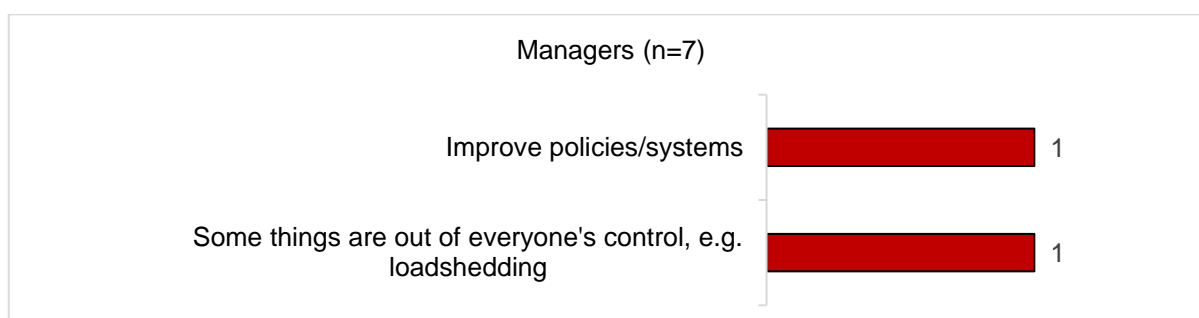 Managers (n=7)
Improve policies/systems
1
Some things are out of everyone's control, e.g.
loadshedding
1